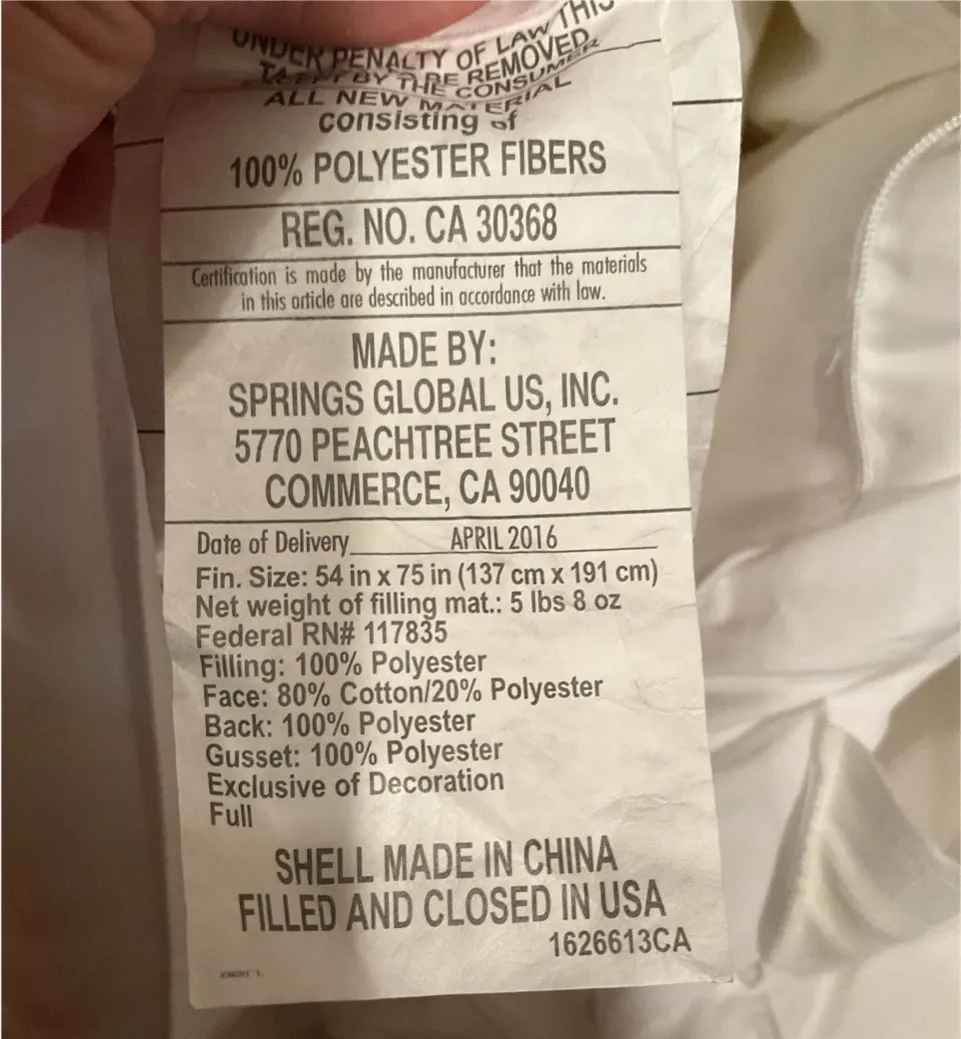 UNDER PENALTY OF LAW THIS
BE REMOVED
BY THE CONSUMER
ALL NEW MATERIAL
consisting of
100% POLYESTER FIBERS
REG. NO. CA 30368
Certification is made by the manufacturer that the materials
in this article are described in accordance with law.
MADE BY:
SPRINGS GLOBAL US, INC.
5770 PEACHTREE STREET
COMMERCE, CA 90040
Date of Delivery APRIL 2016
Fin. Size: 54 in x 75 in (137 cm x 191 cm)
Net weight of filling mat.: 5 lbs 8 oz
Federal RN# 117835
Filling: 100% Polyester
Face: 80% Cotton/20% Polyester
Back: 100% Polyester
Gusset: 100% Polyester
Exclusive of Decoration
Full
SHELL MADE IN CHINA
FILLED AND CLOSED IN USA
1626613CA